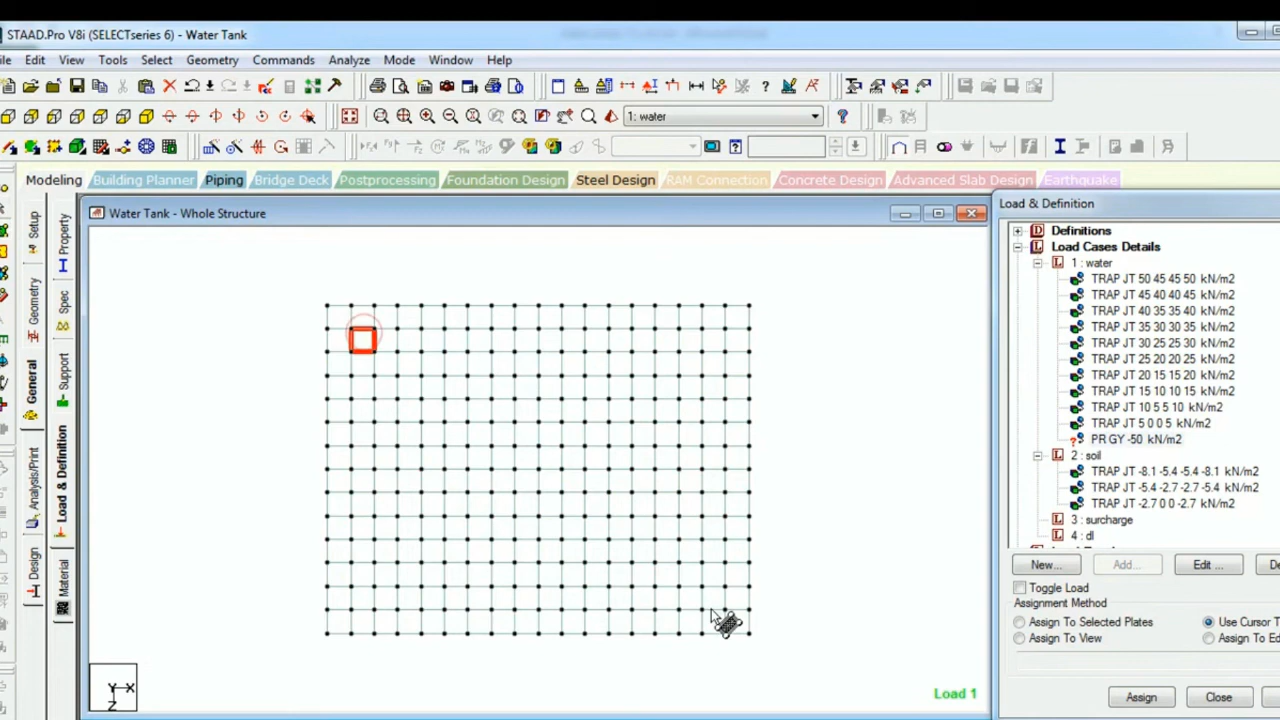 STAAD.Pro V8i (SELECTseries 6) - Water Tank
ile Edit View Tools Select Geometry Commands Analyze Mode Window Help
1: water
Modeling Building Planner Piping Bridge Deck Postprocessing Foundation Design Steel Design RAM Connection Concrete Design Advanced Slab Design Earthquake
Water Tank - Whole Structure
Load & Definition
Setup
Geometry
General
Analysis/Print
Design
Property
Spec
Support
Load & Definition
Material
Definitions
Load Cases Details
1 : water
TRAP JT 50 45 45 50 kN/m2
TRAP JT 45 40 40 45 kN/m2
TRAP JT 40 35 35 40 kN/m2
TRAP JT 35 30 30 35 kN/m2
TRAP JT 30 25 25 30 kN/m2
TRAP JT 25 20 20 25 kN/m2
TRAP JT 20 15 15 20 kN/m2
TRAP JT 15 10 10 15 kN/m2
TRAP JT 10 5 5 10 kN/m2
TRAP JT 5 0 0 5 kN/m2
PR GY -50 kN/m2
2 : soil
TRAP JT -8.1 -5.4 -5.4 -8.1 kN/m2
TRAP JT -5.4 -2.7 -2.7 -5.4 kN/m2
TRAP JT -2.7 0 0 -2.7 kN/m2
3 : surcharge
4 : dl
New... Add... Edit ... De
Toggle Load
Assignment Method
Assign To Selected Plates Use Cursor T
Assign To View Assign To Ed
Assign Close
Y X
Z
Load 1